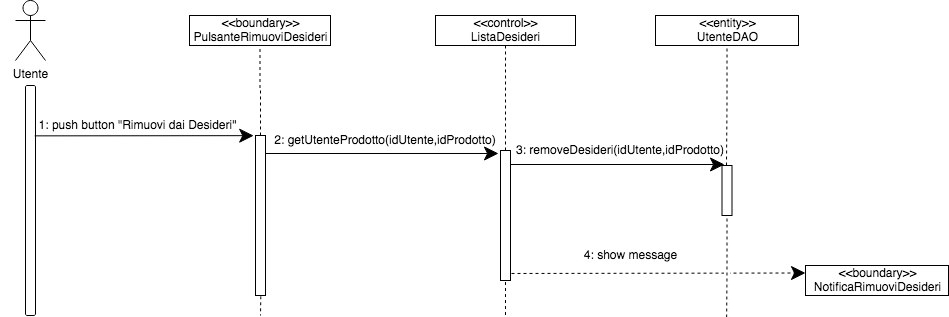 <<boundary>>
PulsanteRimuoviDesideri
<<control>>
ListaDesideri
<<entity>>
UtenteDAO
Utente
1: push button "Rimuovi dai Desideri"
2: getUtenteProdotto(idUtente,idProdotto)
3: removeDesideri(idUtente,idProdotto)
4: show message
<<boundary>>
NotificaRimuoviDesideri